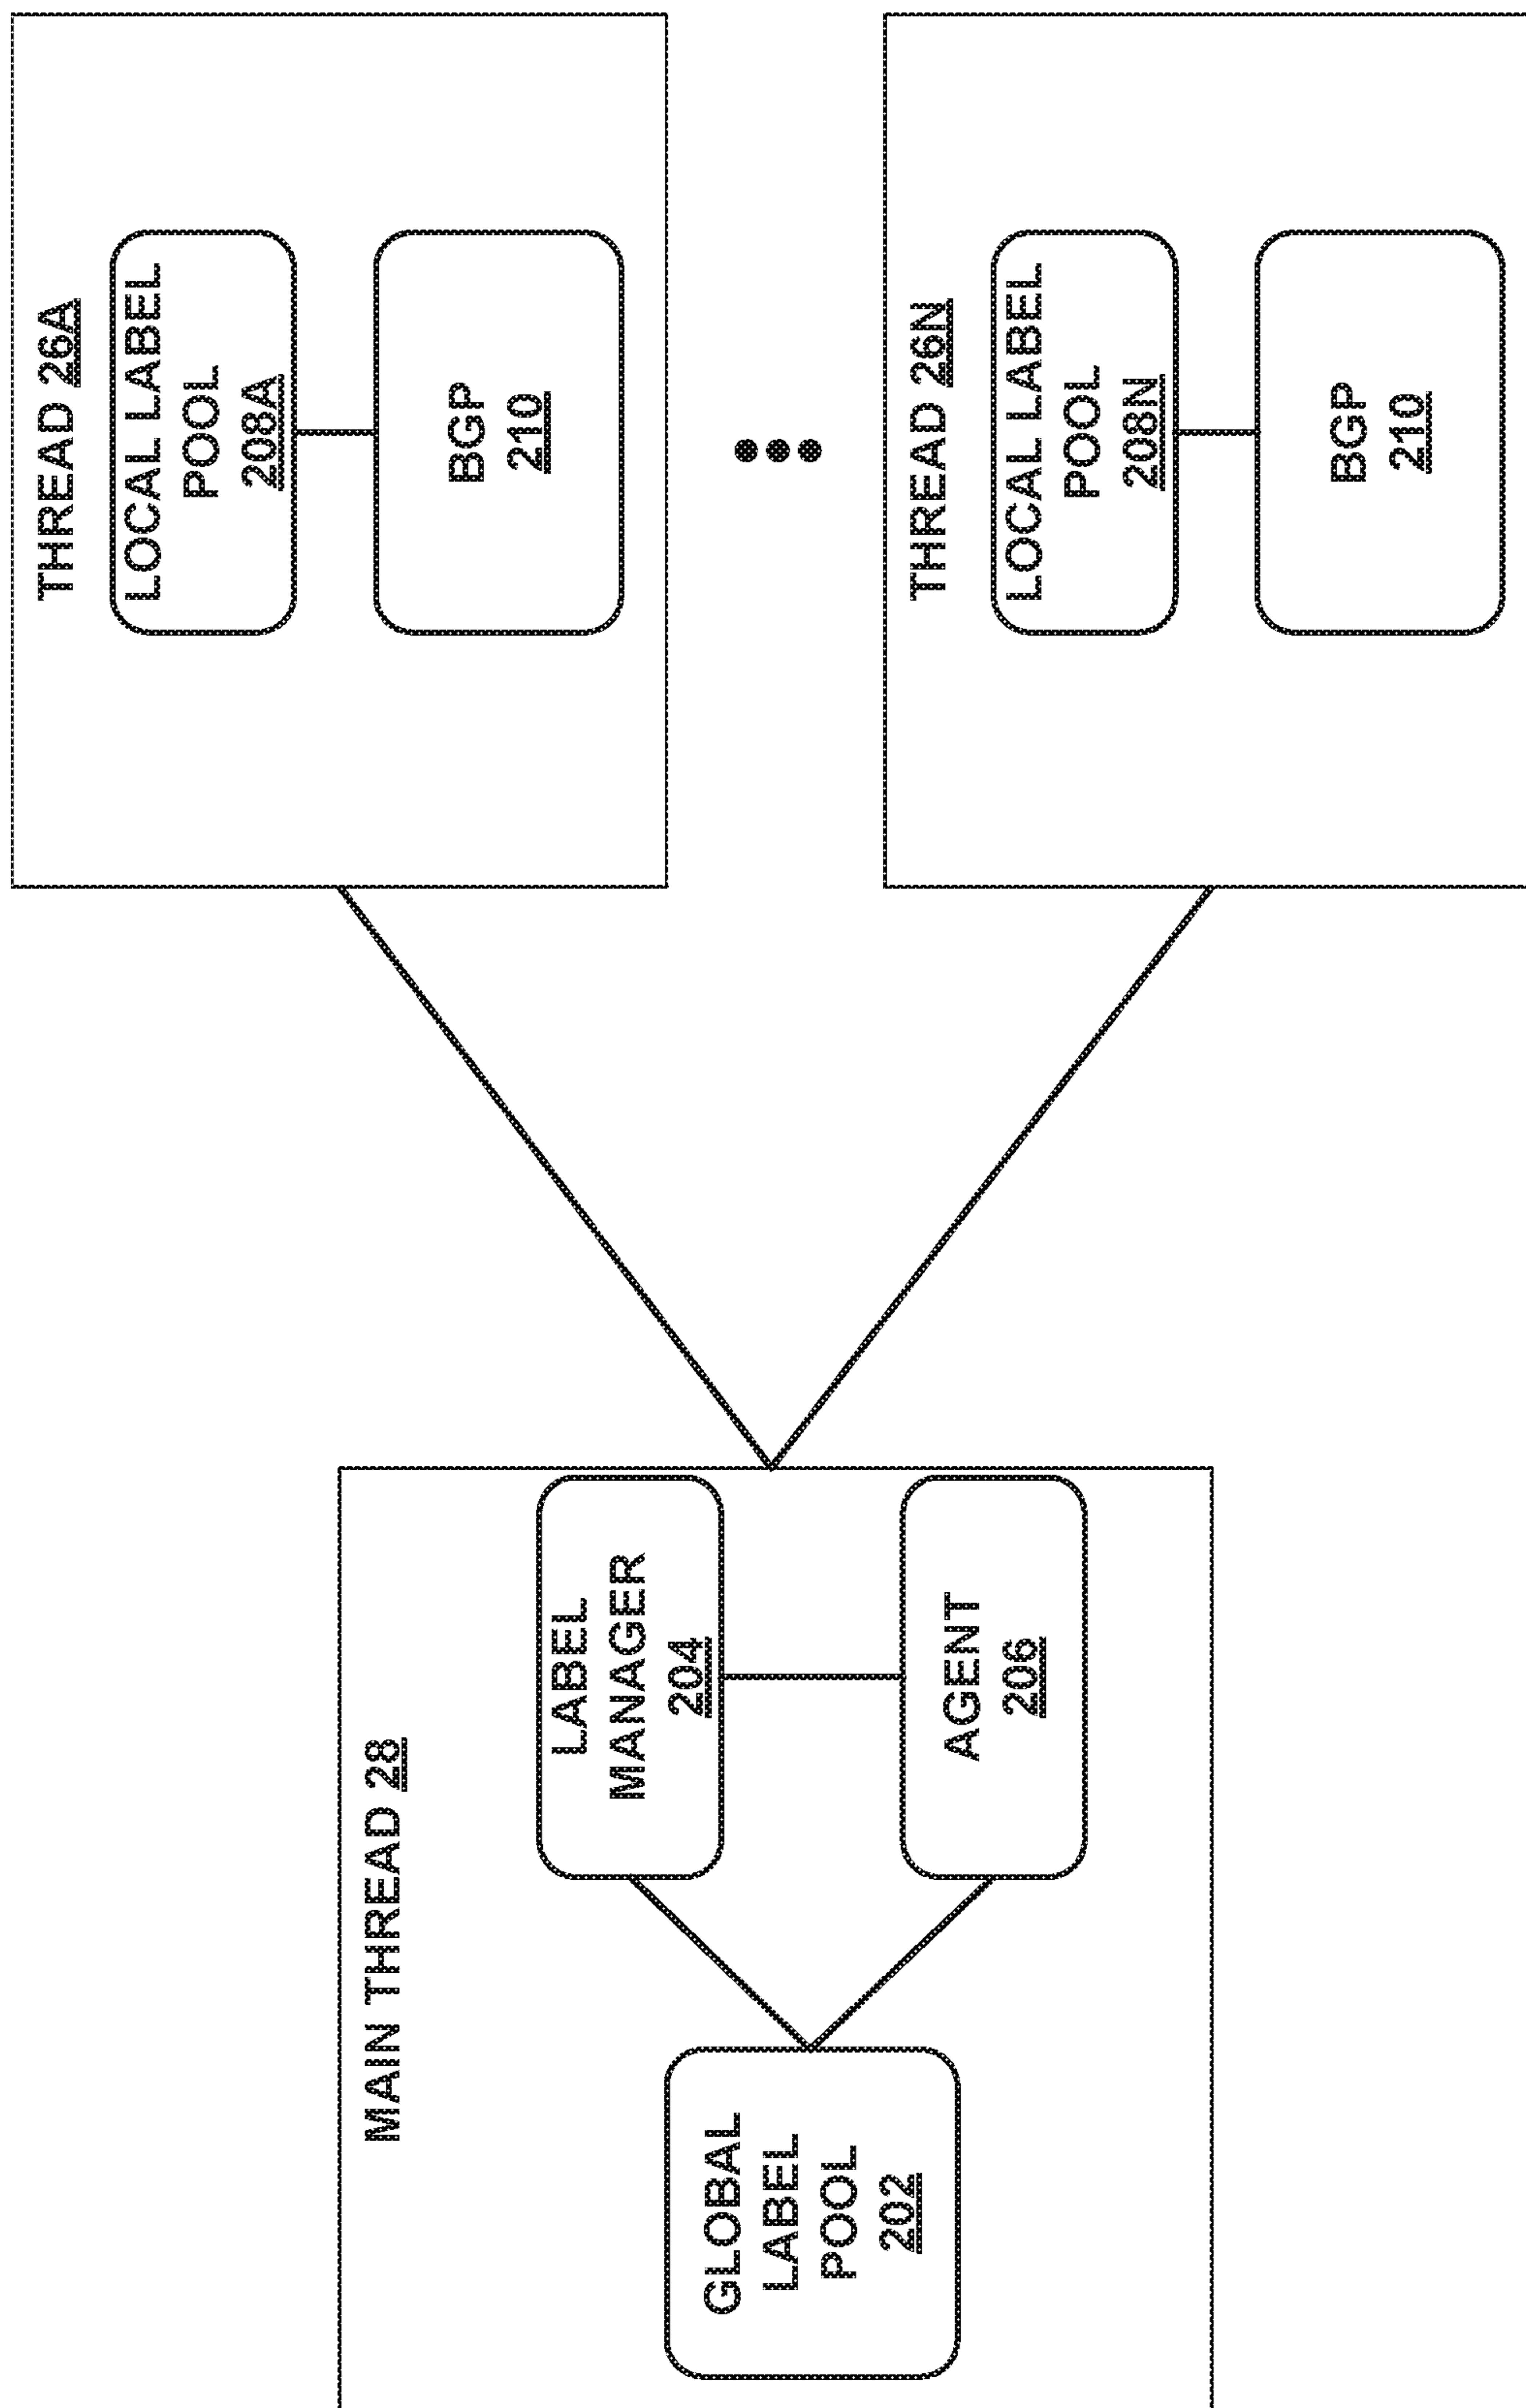 MAIN THREAD 28
GLOBAL
LABEL
POOL
202
LABEL
MANAGER
204
AGENT
206
THREAD 26A
LOCAL LABEL
POOL
208A
BGP
210
THREAD 26N
LOCAL LABEL
POOL
208N
BGP
210